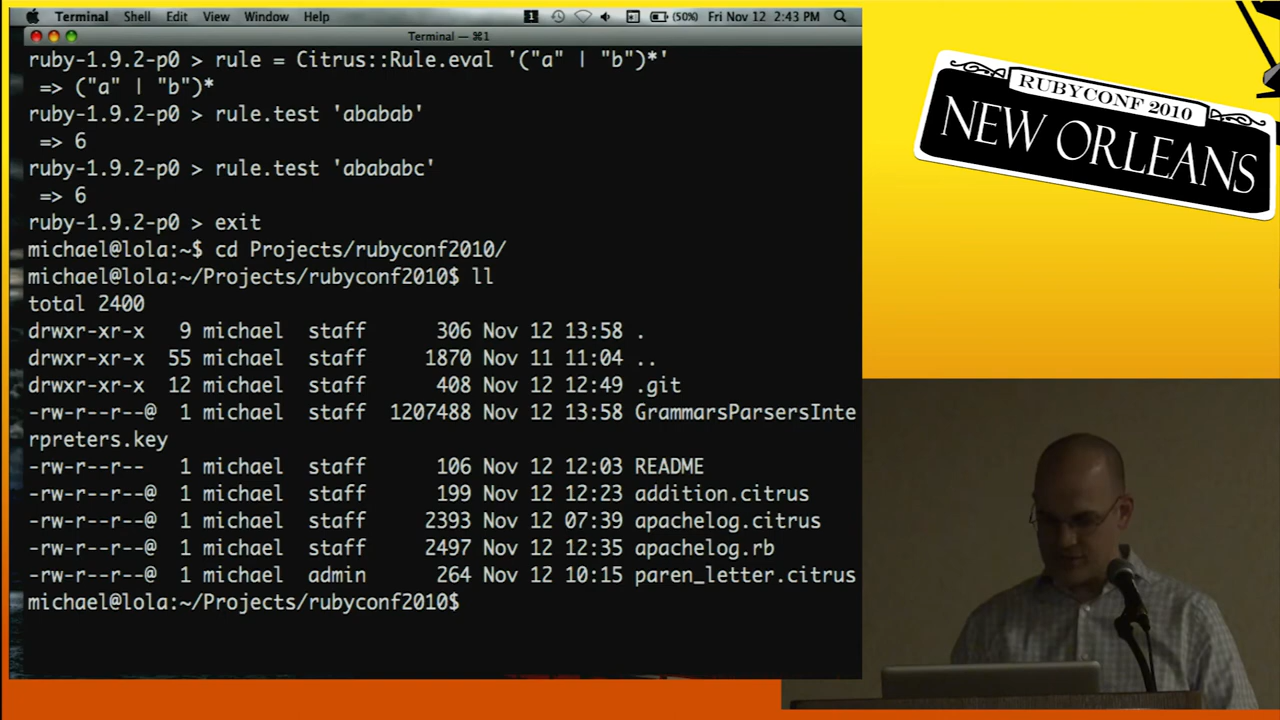 Terminal Shell Edit View Window Help 1 (50%) Fri Nov 12 2:43 PM
Terminal — ⌘1
ruby-1.9.2-p0 > rule = Citrus::Rule.eval '("a" | "b")*'
=> ("a" | "b")*
ruby-1.9.2-p0 > rule.test 'ababab'
=> 6
ruby-1.9.2-p0 > rule.test 'abababc'
=> 6
ruby-1.9.2-p0 > exit
michael@lola:~$ cd Projects/rubyconf2010/
michael@lola:~/Projects/rubyconf2010$ ll
total 2400
drwxr-xr-x 9 michael staff 306 Nov 12 13:58 .
drwxr-xr-x 55 michael staff 1870 Nov 11 11:04 ..
drwxr-xr-x 12 michael staff 408 Nov 12 12:49 .git
-rw-r--r--@ 1 michael staff 1207488 Nov 12 13:58 GrammarsParsersInte
rpreters.key
-rw-r--r-- 1 michael staff 106 Nov 12 12:03 README
-rw-r--r--@ 1 michael staff 199 Nov 12 12:23 addition.citrus
-rw-r--r--@ 1 michael staff 2393 Nov 12 07:39 apachelog.citrus
-rw-r--r--@ 1 michael staff 2497 Nov 12 12:35 apachelog.rb
-rw-r--r--@ 1 michael admin 264 Nov 12 10:15 paren_letter.citrus
michael@lola:~/Projects/rubyconf2010$
RUBYCONF 2010
NEW ORLEANS